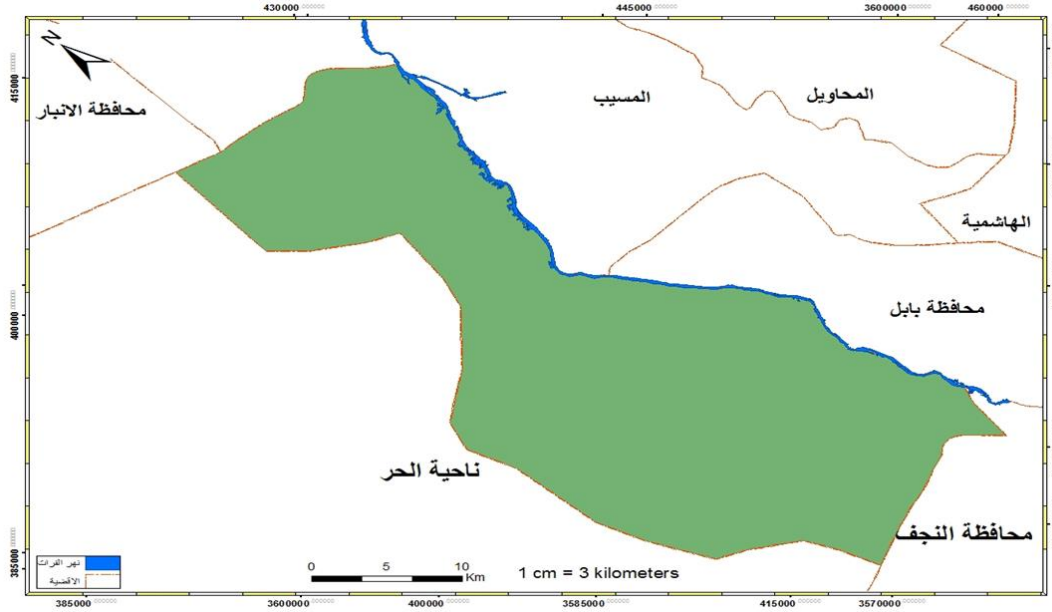 430000
445000
3600000
460000
N
415000
محافظة الانبار
المسيب
المحاويل
الهاشمية
400000
محافظة بابل
ناحية الحر
محافظة النجف
385000
نهر الفرات
الاقضية
0 5 10
Km
1 cm = 3 kilometers
385000
3600000
400000
3585000
415000
3570000